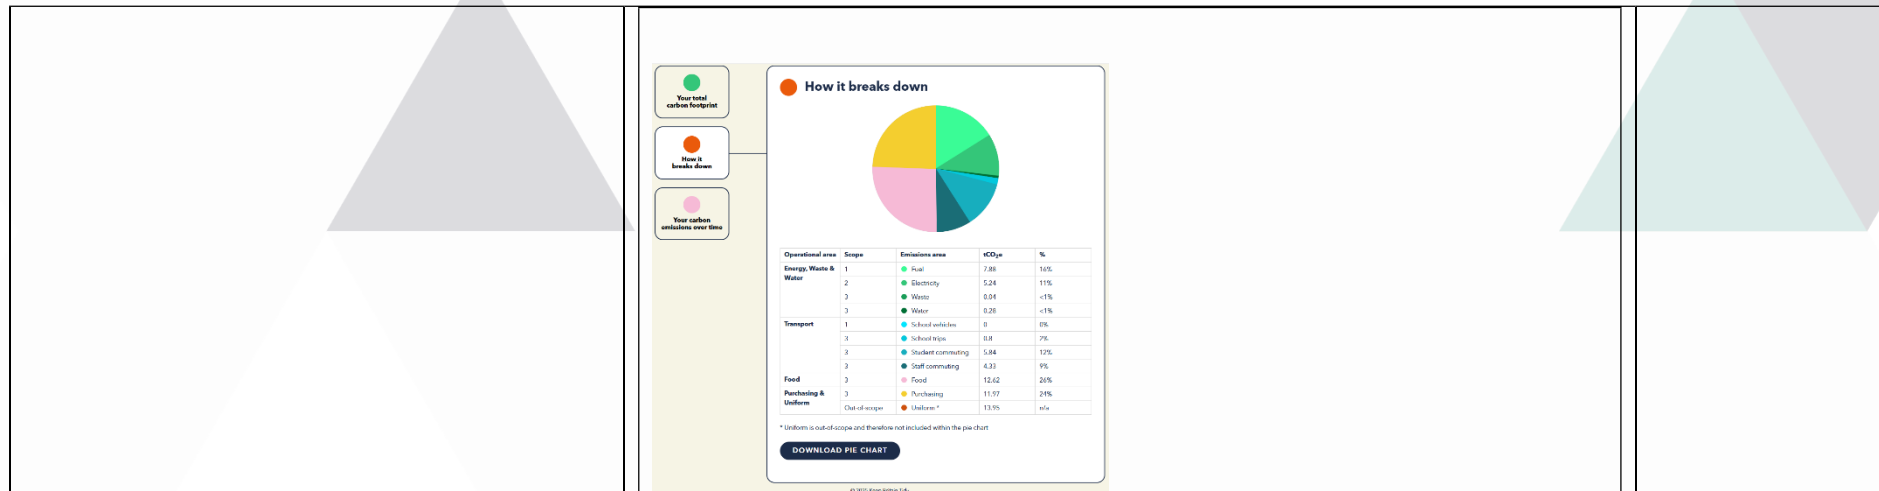 Your total
carbon footprint
How it
breaks down
Your carbon
emissions over time
How it breaks down
Operational area Scope Emissions area tCO₂e %
Energy, Waste & Water 1 Fuel 7.88 16%
2 Electricity 5.24 11%
3 Waste 0.04 <1%
3 Water 0.28 <1%
Transport 1 School vehicles 0 0%
3 School trips 0.8 2%
3 Student commuting 5.84 12%
3 Staff commuting 4.33 9%
Food 3 Food 12.62 26%
Purchasing & Uniform 3 Purchasing 11.97 24%
Out-of-scope Uniform * 13.95 n/a
* Uniform is out-of-scope and therefore not included within the pie chart
DOWNLOAD PIE CHART